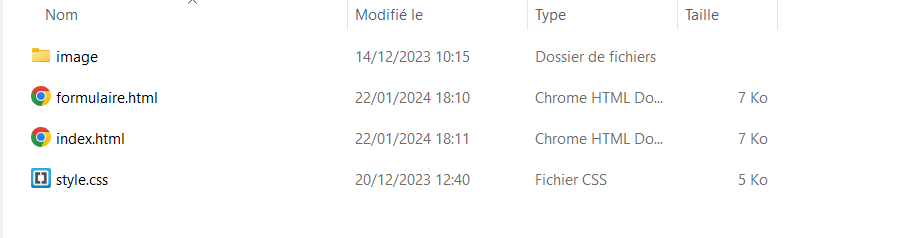 Nom Modifié le Type Taille
image 14/12/2023 10:15 Dossier de fichiers
formulaire.html 22/01/2024 18:10 Chrome HTML Do... 7 Ko
index.html 22/01/2024 18:11 Chrome HTML Do... 7 Ko
style.css 20/12/2023 12:40 Fichier CSS 5 Ko